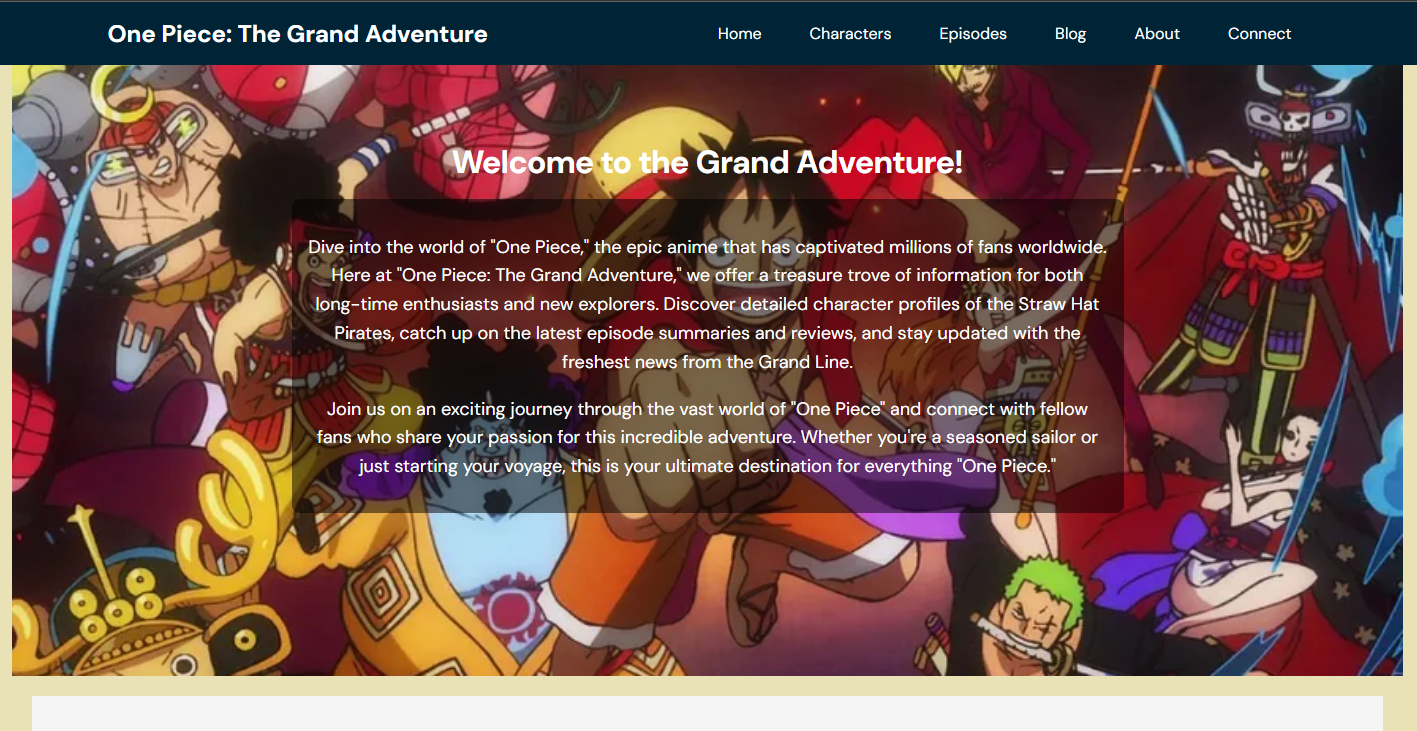 One Piece: The Grand Adventure
Home Characters Episodes Blog About Connect
Welcome to the Grand Adventure!
Dive into the world of "One Piece," the epic anime that has captivated millions of fans worldwide.
Here at "One Piece: The Grand Adventure," we offer a treasure trove of information for both
long-time enthusiasts and new explorers. Discover detailed character profiles of the Straw Hat
Pirates, catch up on the latest episode summaries and reviews, and stay updated with the
freshest news from the Grand Line.
Join us on an exciting journey through the vast world of "One Piece" and connect with fellow
fans who share your passion for this incredible adventure. Whether you're a seasoned sailor or
just starting your voyage, this is your ultimate destination for everything "One Piece."